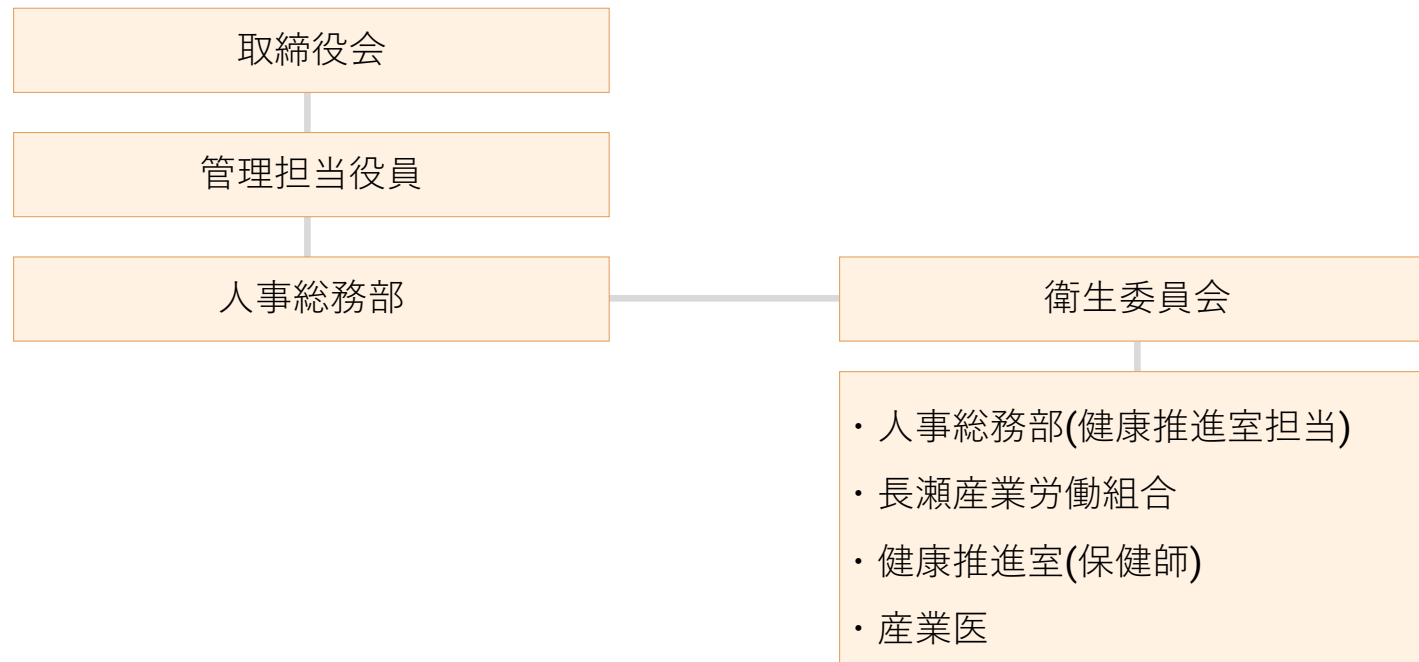 取締役会
管理担当役員
人事総務部
衛生委員会
・人事総務部(健康推進室担当)
・長瀬産業労働組合
・健康推進室(保健師)
・産業医